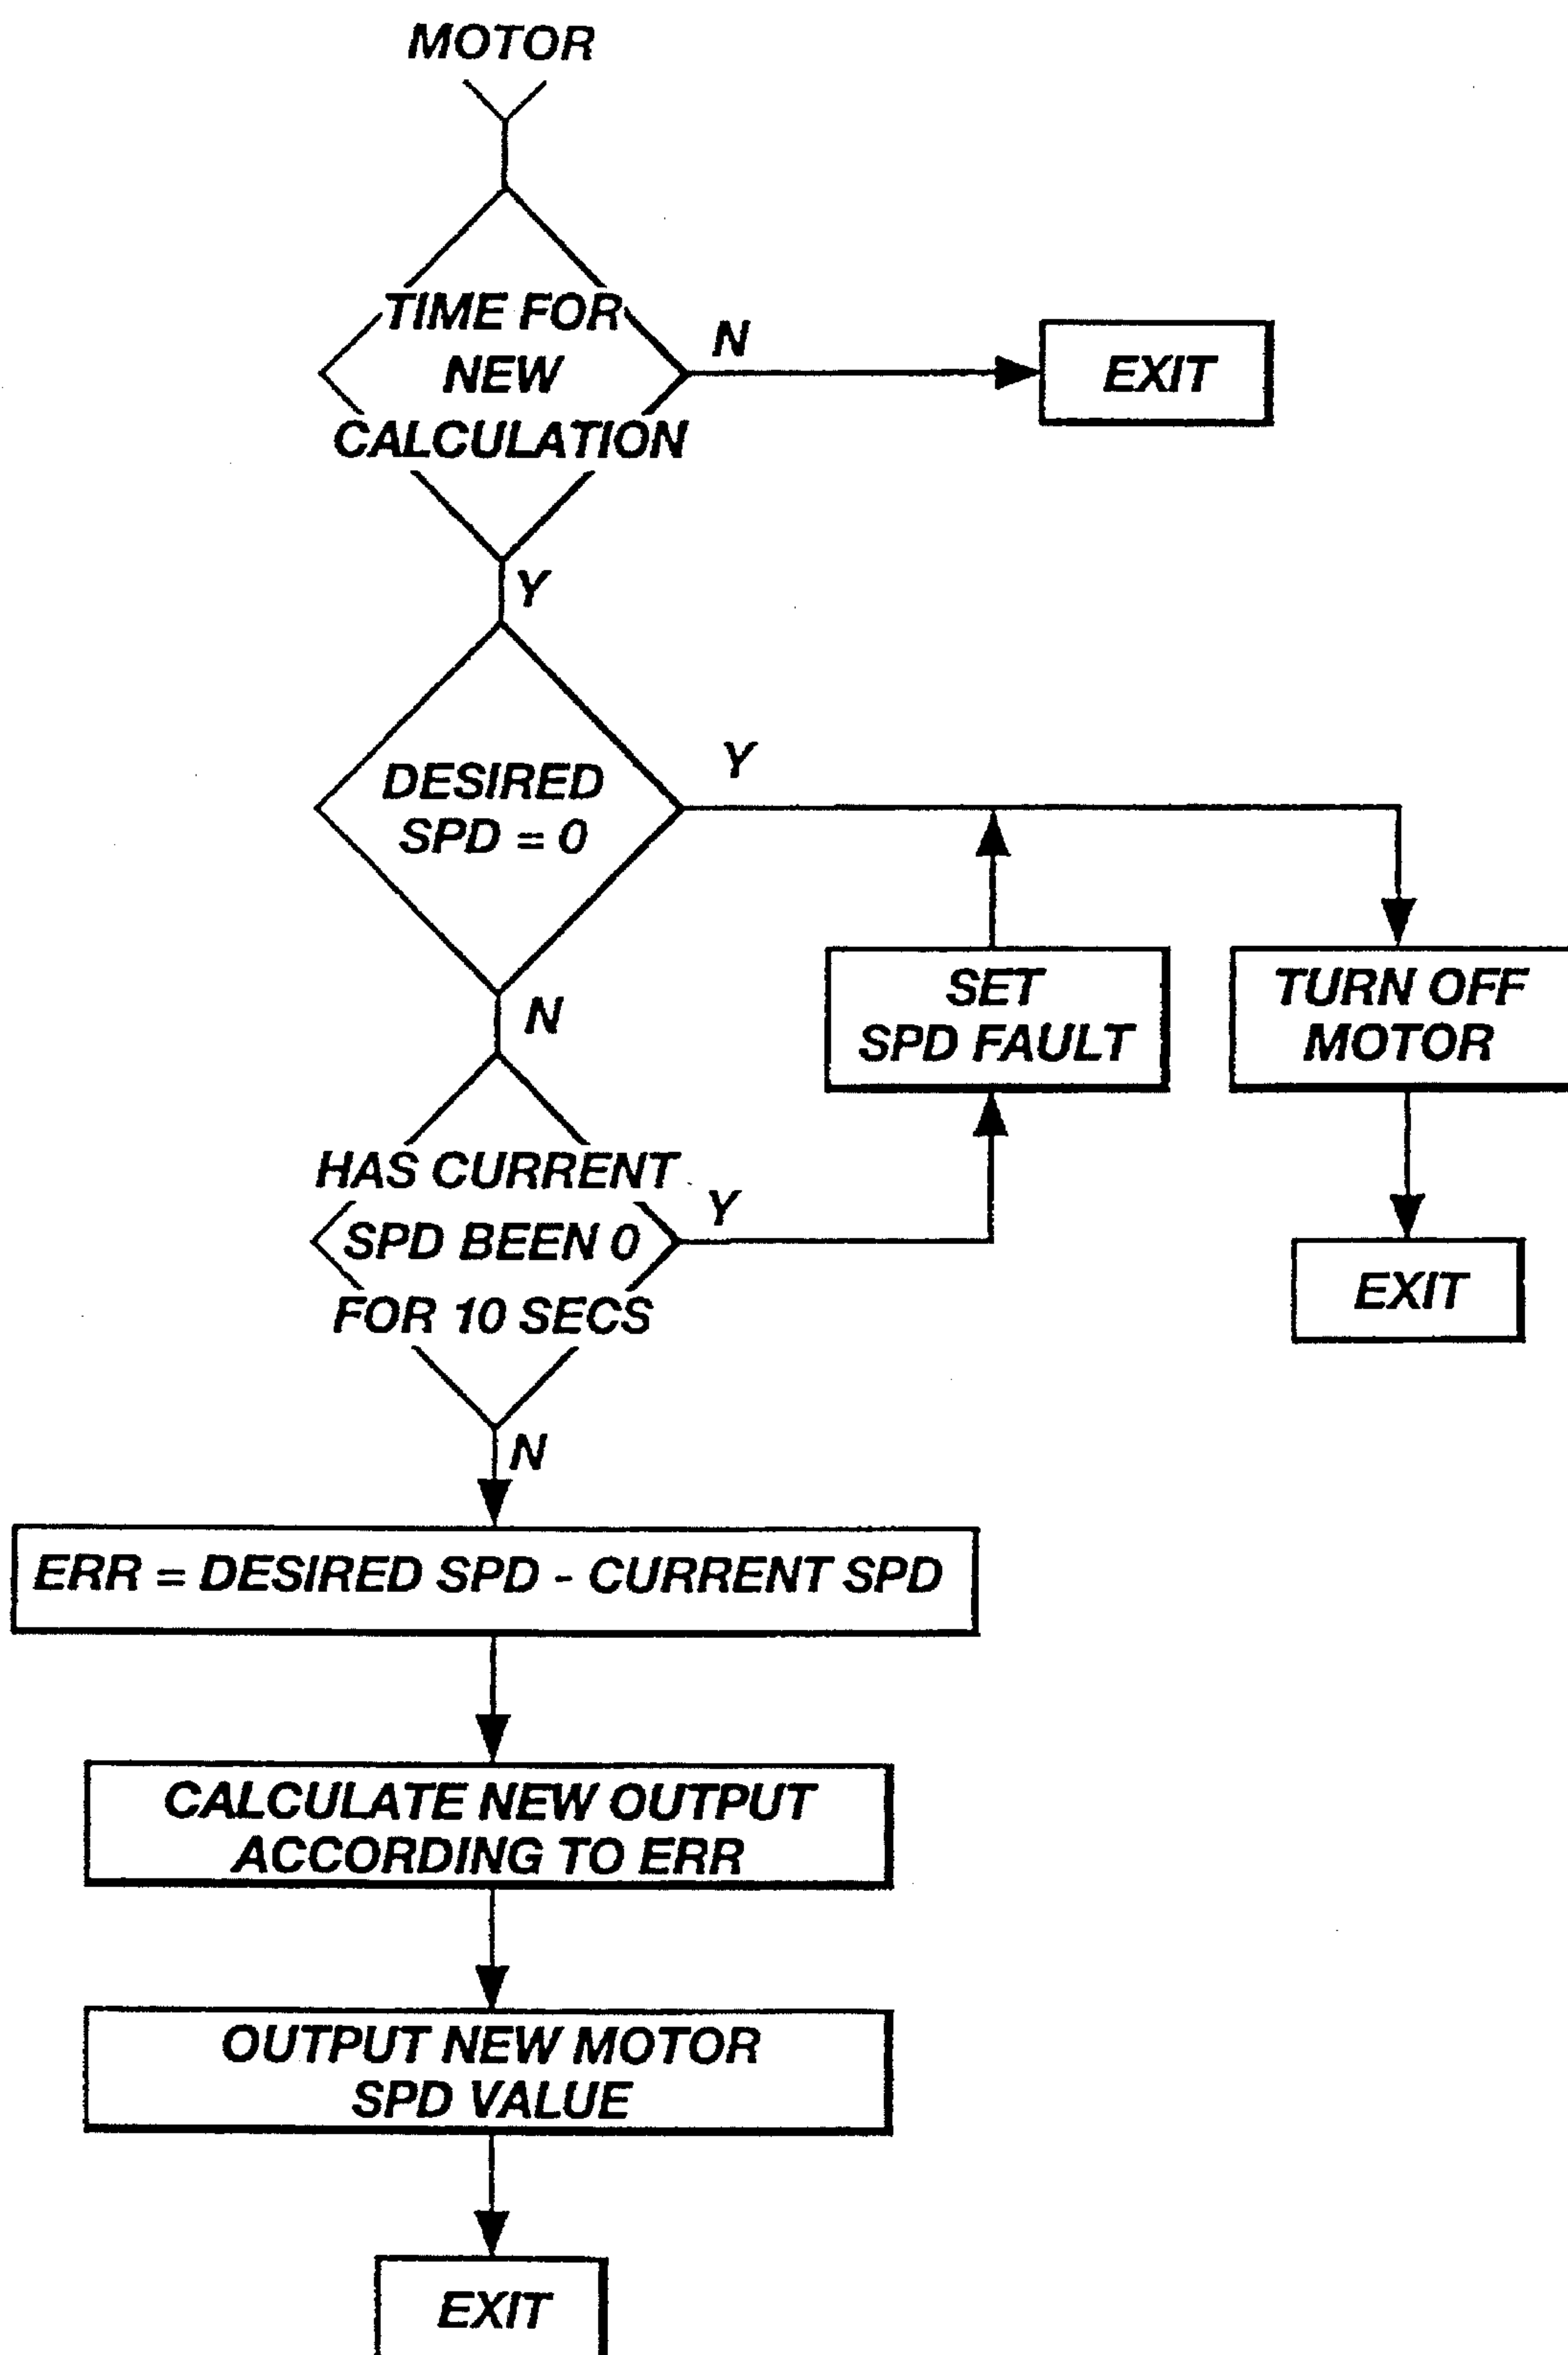 MOTOR
TIME FOR
NEW
CALCULATION
N
EXIT
Y
DESIRED
SPD = 0
Y
N
SET
SPD FAULT
TURN OFF
MOTOR
HAS CURRENT
SPD BEEN 0
FOR 10 SECS
Y
EXIT
N
ERR = DESIRED SPD - CURRENT SPD
CALCULATE NEW OUTPUT
ACCORDING TO ERR
OUTPUT NEW MOTOR
SPD VALUE
EXIT